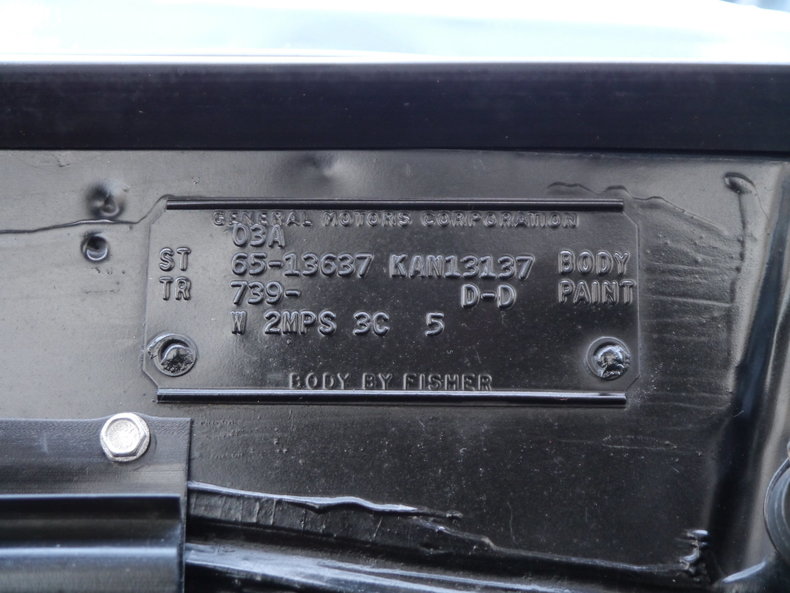 GENERAL MOTORS CORPORATION
03A
ST 65-13637 KAN13137 BODY
TR 739- D-D PAINT
W 2MPS 3C 5
BODY BY FISHER